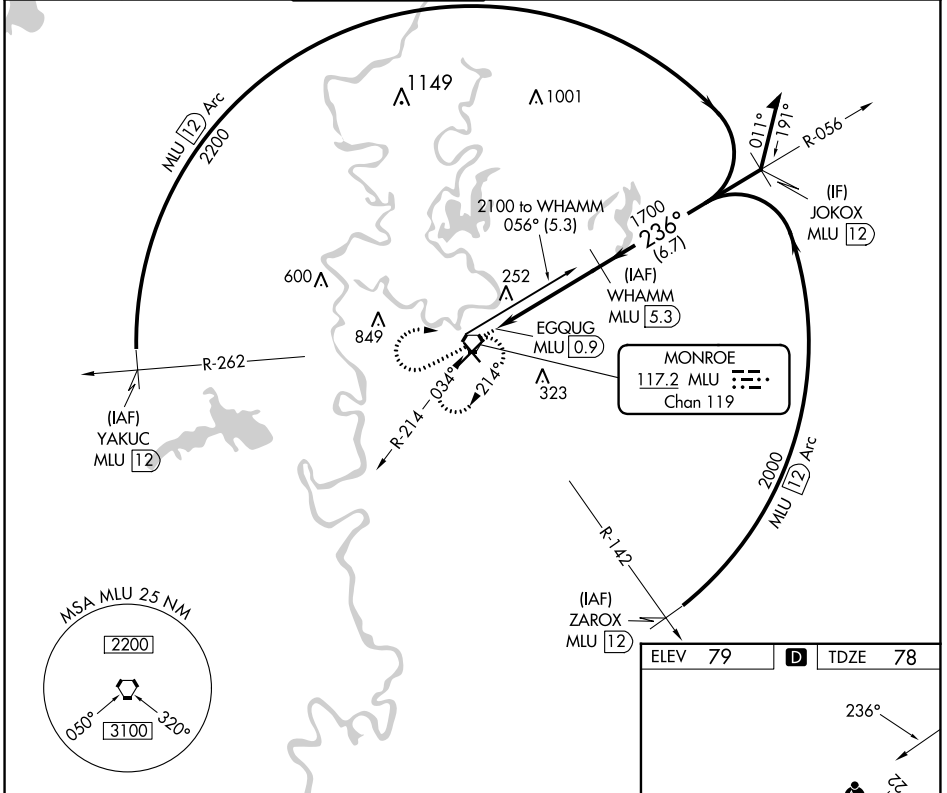 1149
1001
MLU 12 Arc
2200
011°
191°
R-056
(IF)
JOKOX
MLU 12
2100 to WHAMM
056° (5.3)
1700
236°
(6.7)
600
252
(IAF)
WHAMM
MLU 5.3
849
EGQUG
MLU 0.9
R-262
(IAF)
YAKUC
MLU 12
R-214
034°
214°
323
MONROE
117.2 MLU
Chan 119
2000
MLU 12 Arc
R-142
(IAF)
ZAROX
MLU 12
MSA MLU 25 NM
2200
050°
320°
3100
ELEV 79 D TDZE 78
236°
22